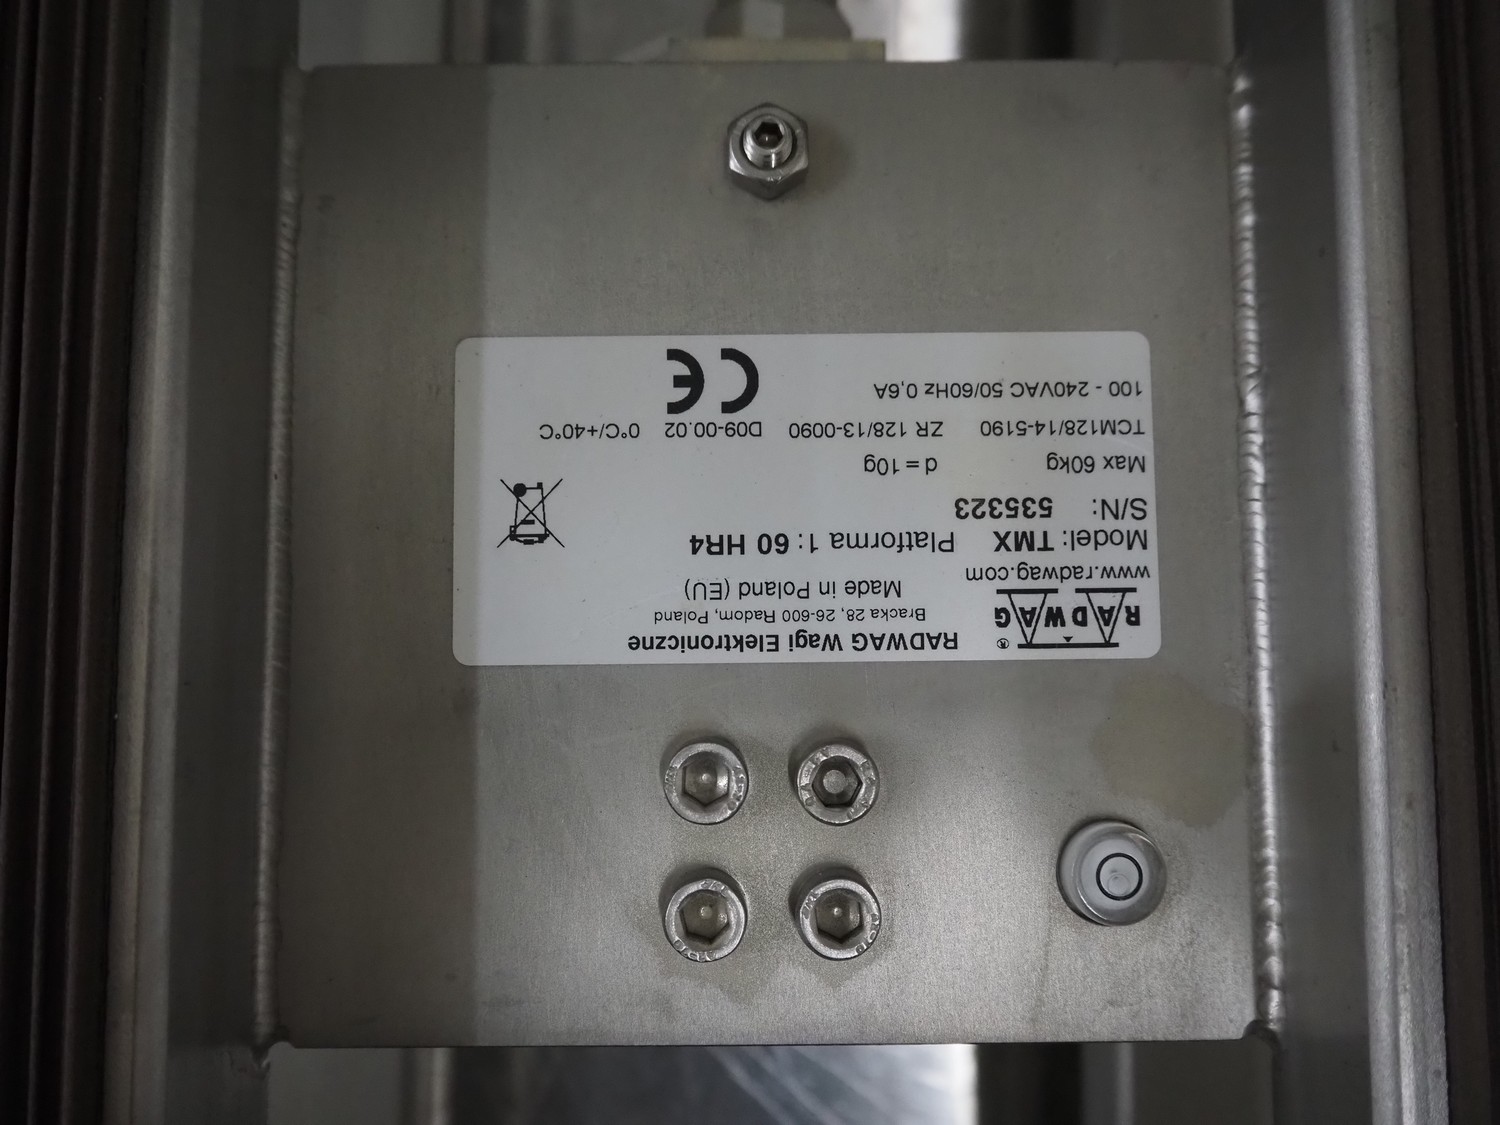 RADWAG ® RADWAG Wagi Elektroniczne
Bracka 28, 26-600 Radom, Poland
www.radwag.com Made in Poland (EU)
Model: TMX Platforma 1: 60 HR4
S/N: 535323
Max 60kg d = 10g
TCM128/14-5190 ZR 128/13-0090 D09-00.02 0°C/+40°C
100 - 240VAC 50/60Hz 0,6A CE